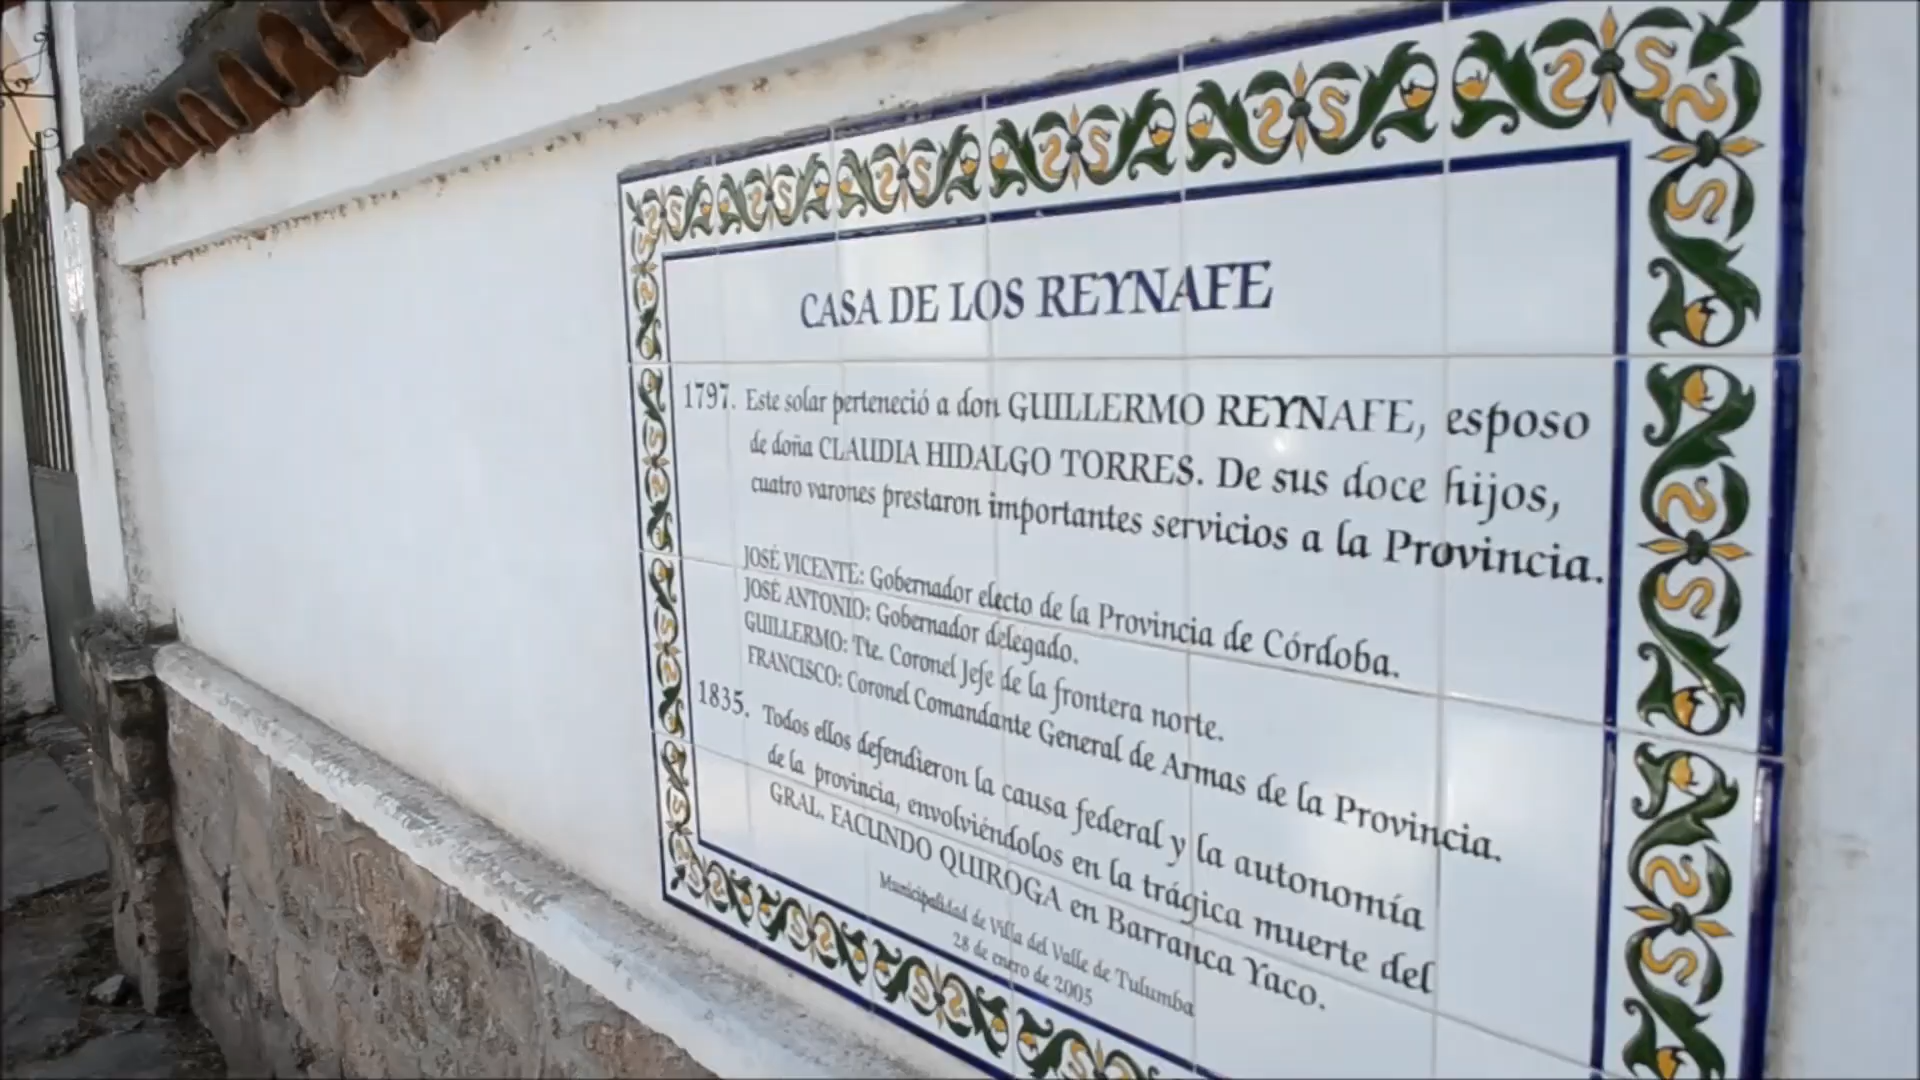 CASA DE LOS REYNAFE
1797. Este solar perteneció a don GUILLERMO REYNAFE, esposo
de doña CLAUDIA HIDALGO TORRES. De sus doce hijos,
cuatro varones prestaron importantes servicios a la Provincia.
JOSÉ VICENTE: Gobernador electo de la Provincia de Córdoba.
JOSÉ ANTONIO: Gobernador delegado.
GUILLERMO: Tte. Coronel Jefe de la frontera norte.
FRANCISCO: Coronel Comandante General de Armas de la Provincia.
1835. Todos ellos defendieron la causa federal y la autonomía
de la provincia, envolviéndolos en la trágica muerte del
GRAL. FACUNDO QUIROGA en Barranca Yaco.
Municipalidad de Villa del Valle de Tulumba
28 de enero de 2005